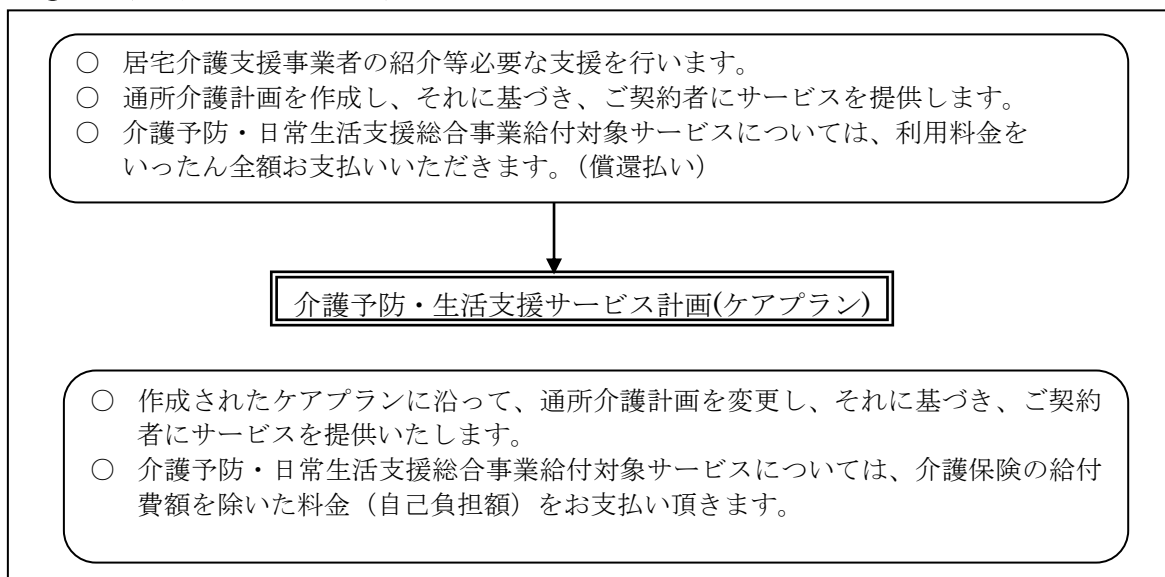 ○ 居宅介護支援事業者の紹介等必要な支援を行います。
○ 通所介護計画を作成し、それに基づき、ご契約者にサービスを提供します。
○ 介護予防・日常生活支援総合事業給付対象サービスについては、利用料金を
いったん全額お支払いいただきます。（償還払い）
介護予防・生活支援サービス計画(ケアプラン)
○ 作成されたケアプランに沿って、通所介護計画を変更し、それに基づき、ご契約
者にサービスを提供いたします。
○ 介護予防・日常生活支援総合事業給付対象サービスについては、介護保険の給付
費額を除いた料金（自己負担額）をお支払い頂きます。